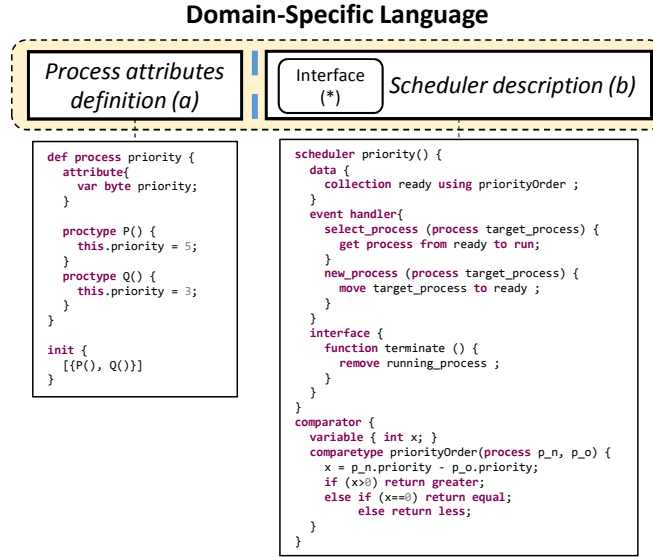 Domain-Specific Language
Process attributes
definition (a)
Interface
(*)
Scheduler description (b)
def process priority {
attribute{
var byte priority;
}
proctype P() {
this.priority = 5;
}
proctype Q() {
this.priority = 3;
}
}
init {
[{P(), Q()}]
}
scheduler priority() {
data {
collection ready using priorityOrder ;
}
event handler{
select_process (process target_process) {
get process from ready to run;
}
new_process (process target_process) {
move target_process to ready ;
}
}
interface {
function terminate () {
remove running_process ;
}
}
}
comparator {
variable { int x; }
comparetype priorityOrder(process p_n, p_o) {
x = p_n.priority - p_o.priority;
if (x>0) return greater;
else if (x==0) return equal;
else return less;
}
}